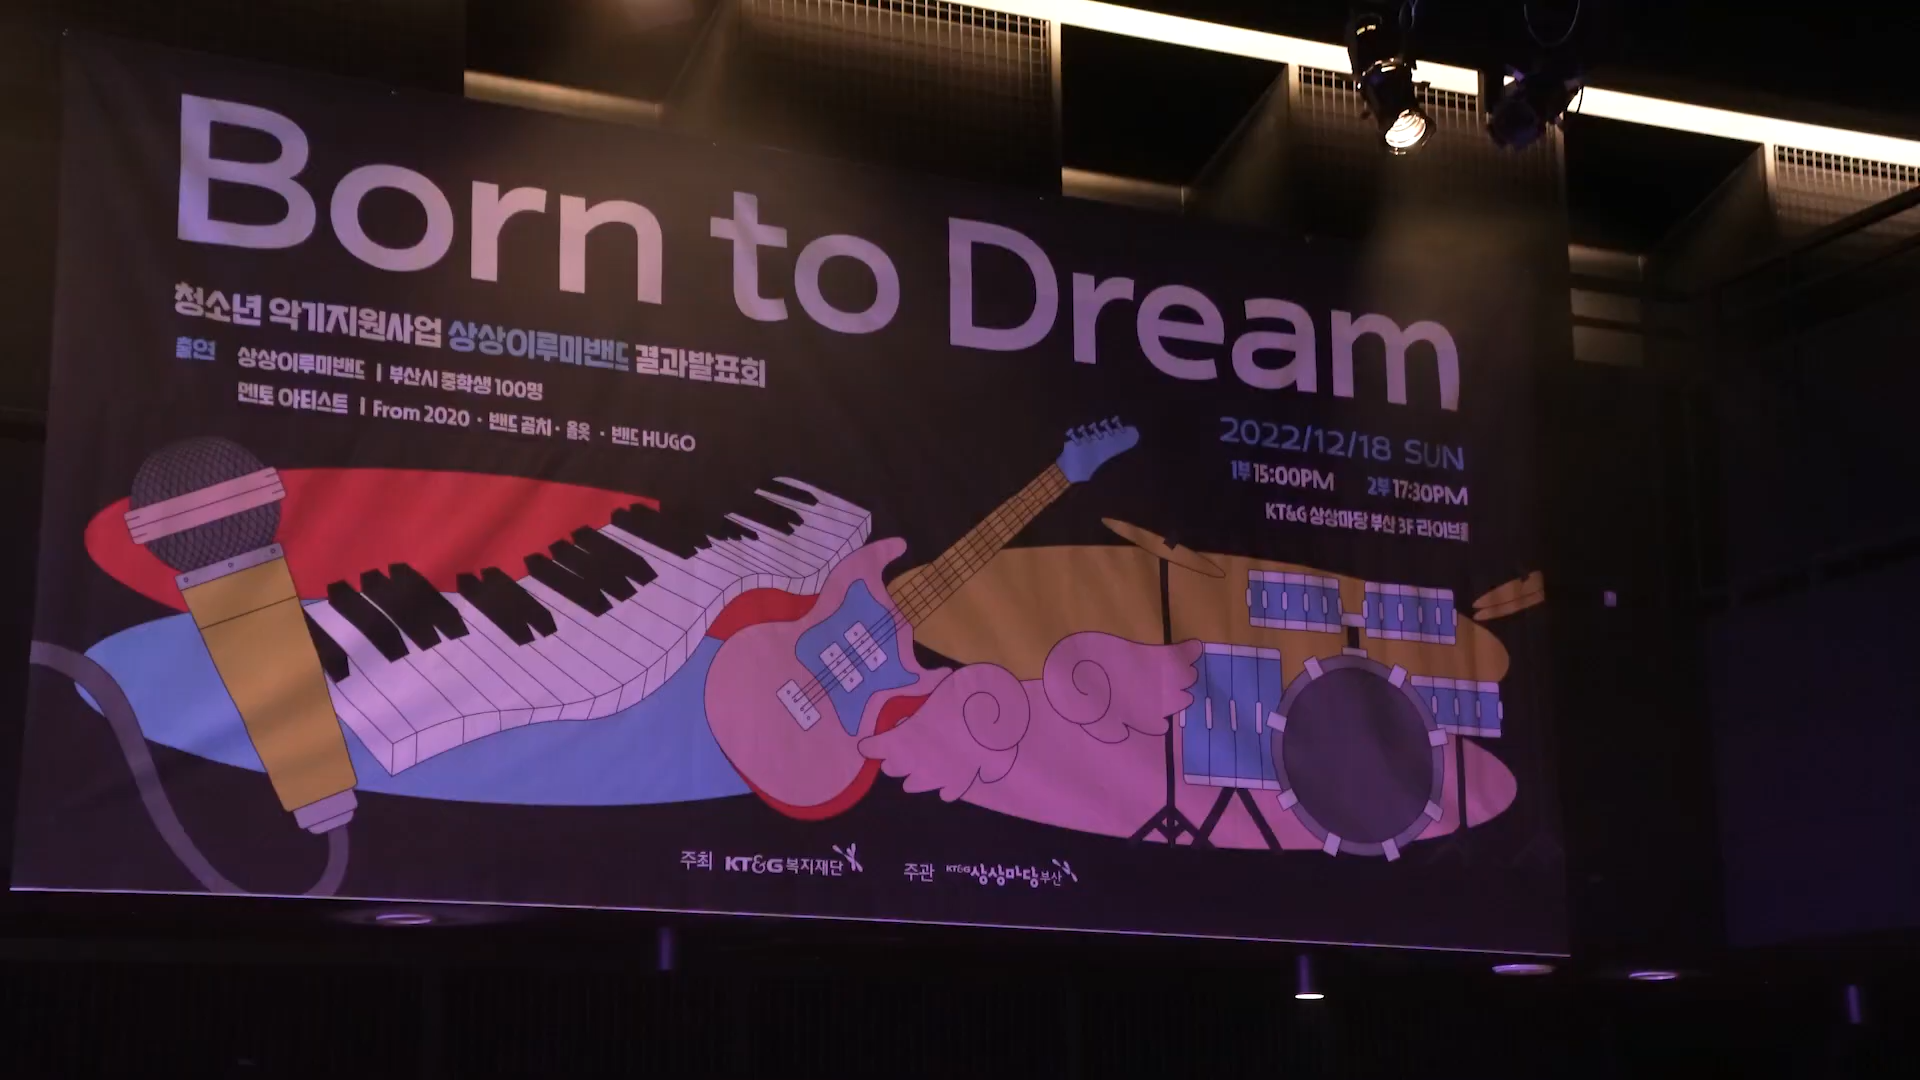 Born to Dream
청소년 악기지원사업 상상이루미밴드 결과발표회
출연 상상이루미밴드 | 부산시 중학생 100명
멘토 아티스트 | From 2020 · 밴드 곰치 · 올옷 · 밴드 HUGO
2022/12/18 SUN
1부 15:00PM 2부 17:30PM
KT&G 상상마당 부산 3F 라이브홀
주최 KT&G 복지재단 주관 KT&G 상상마당 부산